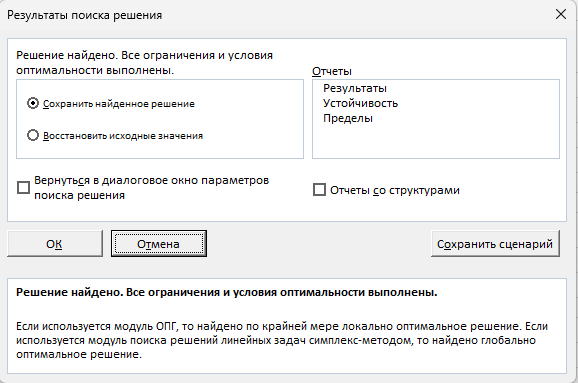 Результаты поиска решения
Решение найдено. Все ограничения и условия
оптимальности выполнены.
Отчеты
Результаты
Устойчивость
Пределы
Сохранить найденное решение
Восстановить исходные значения
Вернуться в диалоговое окно параметров
поиска решения
Отчеты со структурами
ОК
Отмена
Сохранить сценарий
Решение найдено. Все ограничения и условия оптимальности выполнены.
Если используется модуль ОПГ, то найдено по крайней мере локально оптимальное решение. Если
используется модуль поиска решений линейных задач симплекс-методом, то найдено глобально
оптимальное решение.